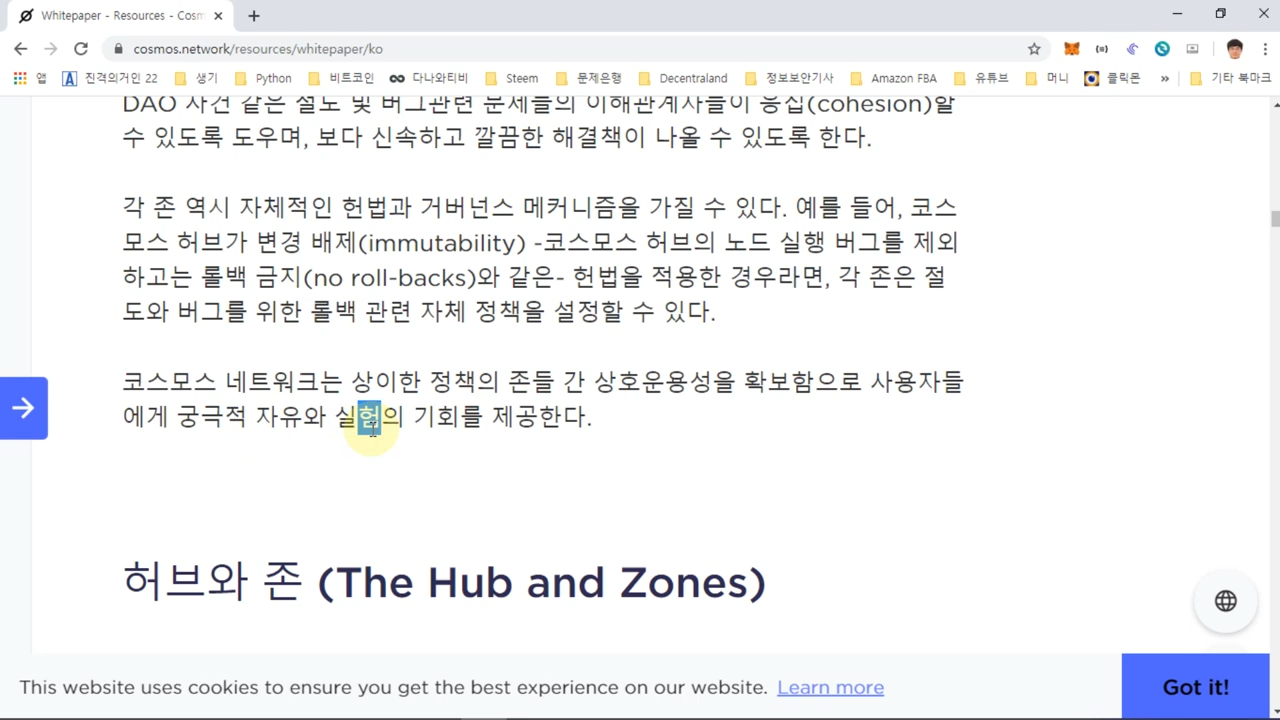 Whitepaper - Resources - Cosm
cosmos.network/resources/whitepaper/ko
앱 진격의거인 22 생기 Python 비트코인 다나와티비 Steem 문제은행 Decentraland 정보보안기사 Amazon FBA 유튜브 머니 클릭몬 » 기타 북마크
DAO 사건 같은 절도 및 버그관련 문제들의 이해관계자들이 응집(cohesion)할
수 있도록 도우며, 보다 신속하고 깔끔한 해결책이 나올 수 있도록 한다.
각 존 역시 자체적인 헌법과 거버넌스 메커니즘을 가질 수 있다. 예를 들어, 코스
모스 허브가 변경 배제(immutability) -코스모스 허브의 노드 실행 버그를 제외
하고는 롤백 금지(no roll-backs)와 같은- 헌법을 적용한 경우라면, 각 존은 절
도와 버그를 위한 롤백 관련 자체 정책을 설정할 수 있다.
코스모스 네트워크는 상이한 정책의 존들 간 상호운용성을 확보함으로 사용자들
에게 궁극적 자유와 실험의 기회를 제공한다.
허브와 존 (The Hub and Zones)
This website uses cookies to ensure you get the best experience on our website. Learn more
Got it!